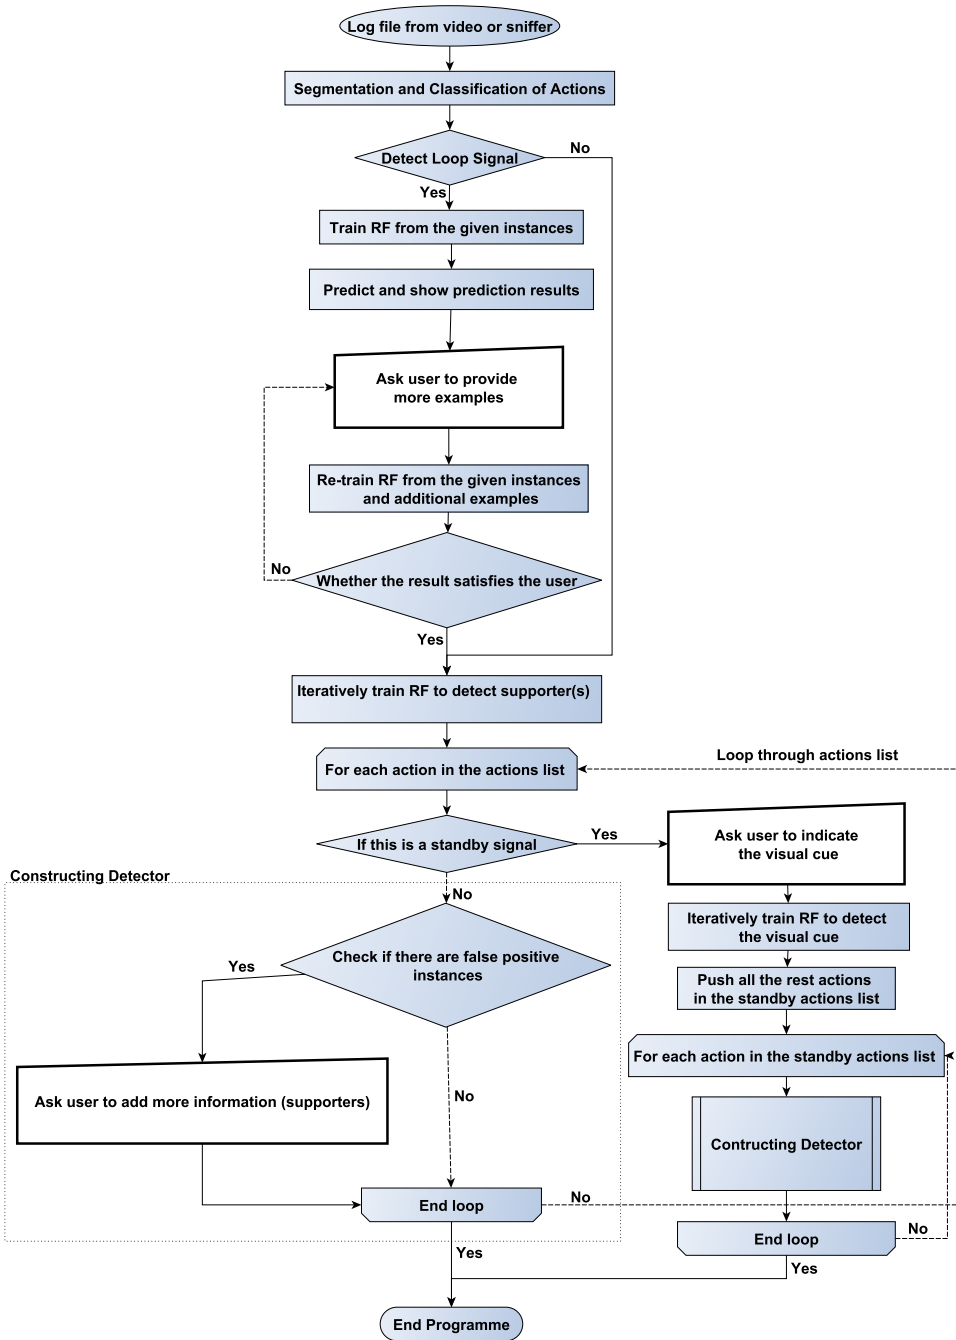 Log file from video or sniffer
Segmentation and Classification of Actions
Detect Loop Signal
No
Yes
Train RF from the given instances
Predict and show prediction results
Ask user to provide
more examples
Re-train RF from the given instances
and additional examples
No
Whether the result satisfies the user
Yes
Iteratively train RF to detect supporter(s)
Loop through actions list
For each action in the actions list
If this is a standby signal
Yes
Ask user to indicate
the visual cue
Constructing Detector
No
Iteratively train RF to detect
the visual cue
Check if there are false positive
instances
Yes
Push all the rest actions
in the standby actions list
For each action in the standby actions list
No
Ask user to add more information (supporters)
Contructing Detector
End loop
No
End loop
No
Yes
Yes
End Programme